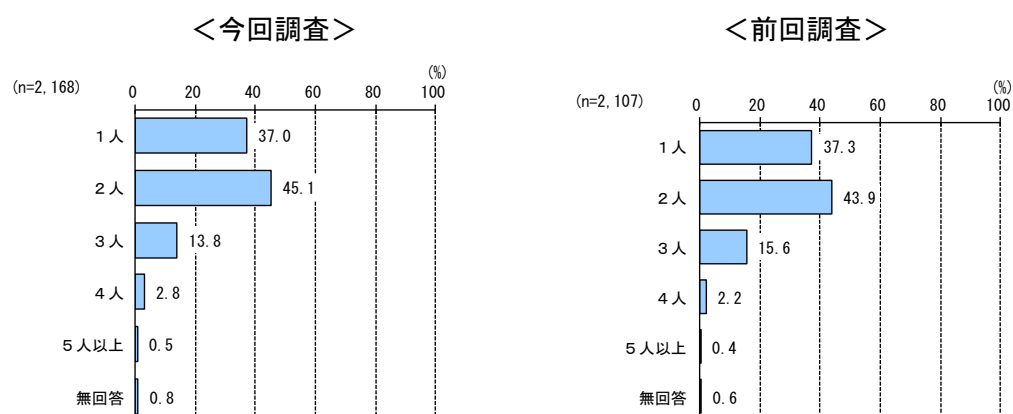 ＜今回調査＞
(n=2,168)
(%)
0 20 40 60 80 100
１人 37.0
２人 45.1
３人 13.8
４人 2.8
５人以上 0.5
無回答 0.8
＜前回調査＞
(n=2,107)
(%)
0 20 40 60 80 100
１人 37.3
２人 43.9
３人 15.6
４人 2.2
５人以上 0.4
無回答 0.6